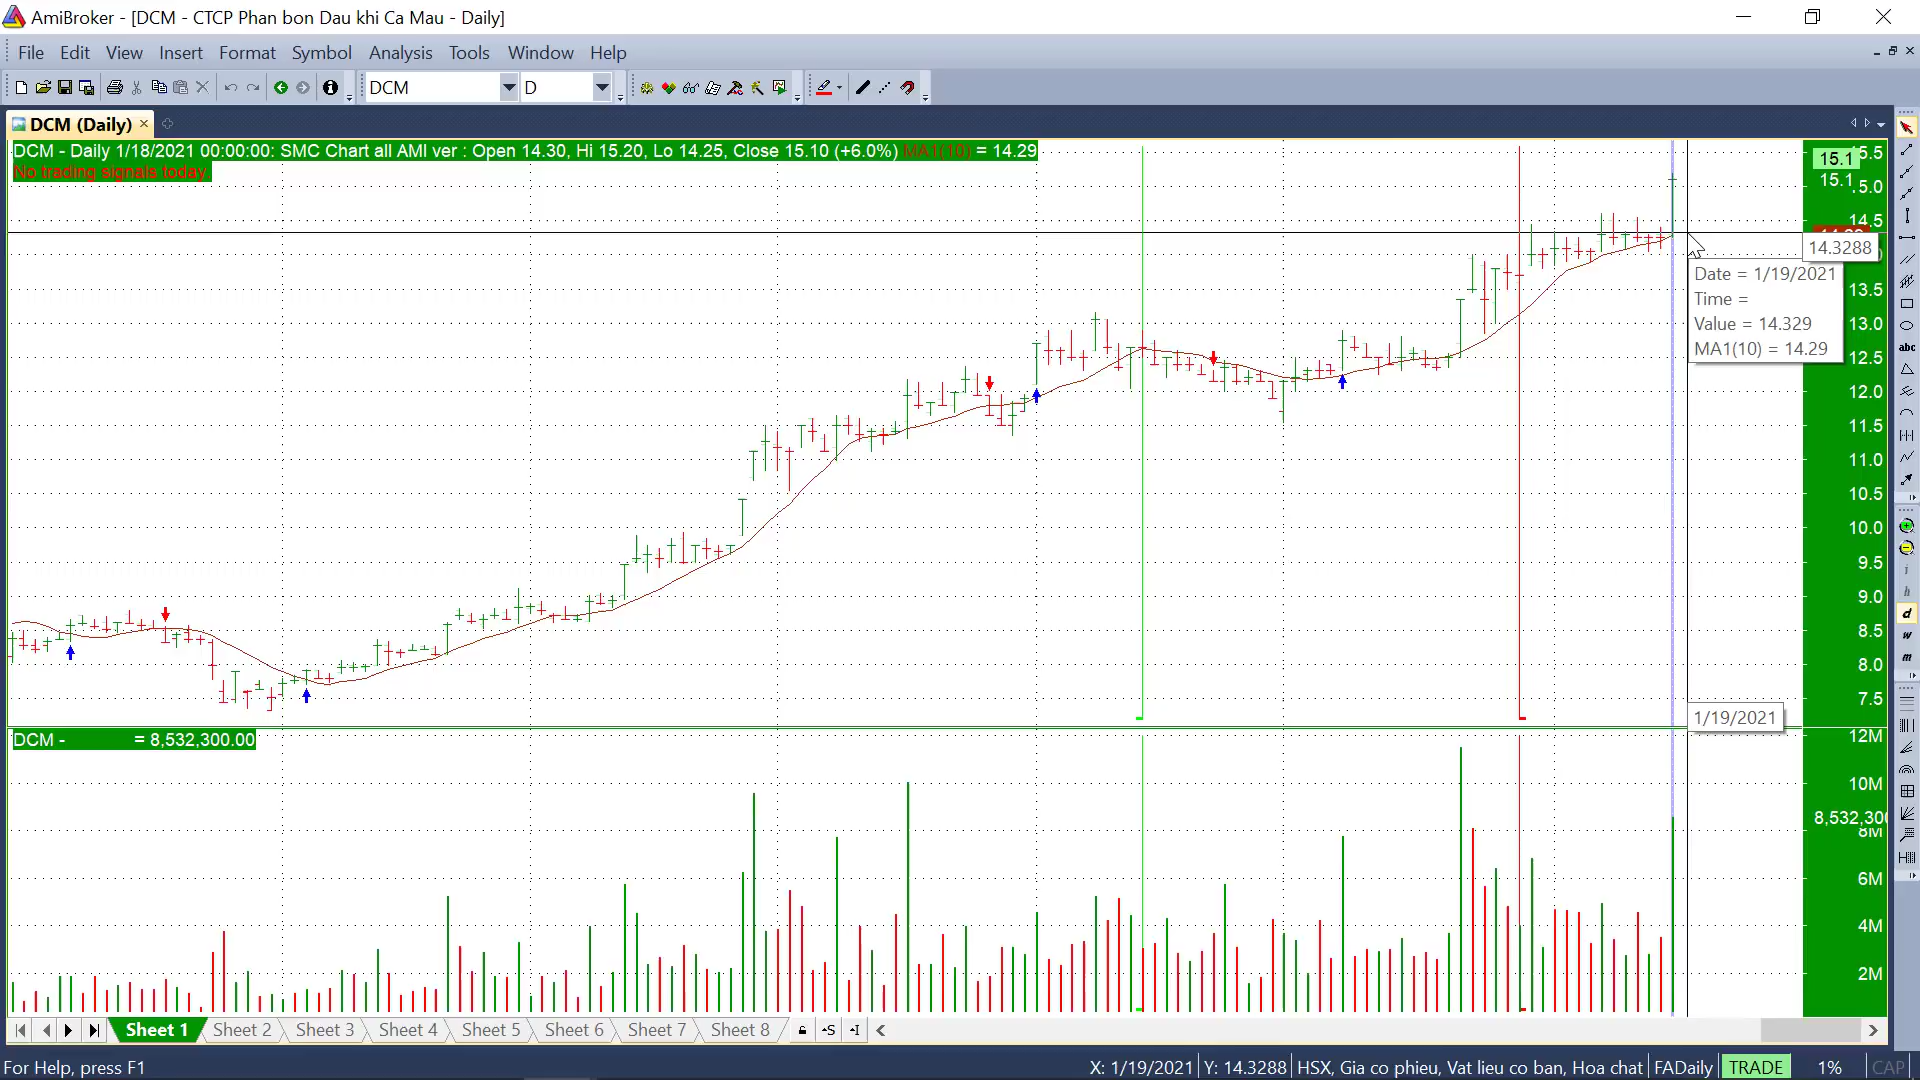 AmiBroker - [DCM - CTCP Phan bon Dau khi Ca Mau - Daily]
File Edit View Insert Format Symbol Analysis Tools Window Help
DCM D
DCM (Daily)
DCM - Daily 1/18/2021 00:00:00: SMC Chart all AMI ver : Open 14.30, Hi 15.20, Lo 14.25, Close 15.10 (+6.0%) MA1(10) = 14.29
No trading signals today
15.1
15.5
15.1
15.0
14.5
14.3288
Date = 1/19/2021
Time =
Value = 14.329
MA1(10) = 14.29
13.5
13.0
12.5
12.0
11.5
11.0
10.5
10.0
9.5
9.0
8.5
8.0
7.5
1/19/2021
DCM - = 8,532,300.00
12M
10M
8,532,300
8M
6M
4M
2M
abc
i
h
d
w
m
Sheet 1 Sheet 2 Sheet 3 Sheet 4 Sheet 5 Sheet 6 Sheet 7 Sheet 8
For Help, press F1
X: 1/19/2021 Y: 14.3288 HSX, Gia co phieu, Vat lieu co ban, Hoa chat FADaily TRADE 1% CAP